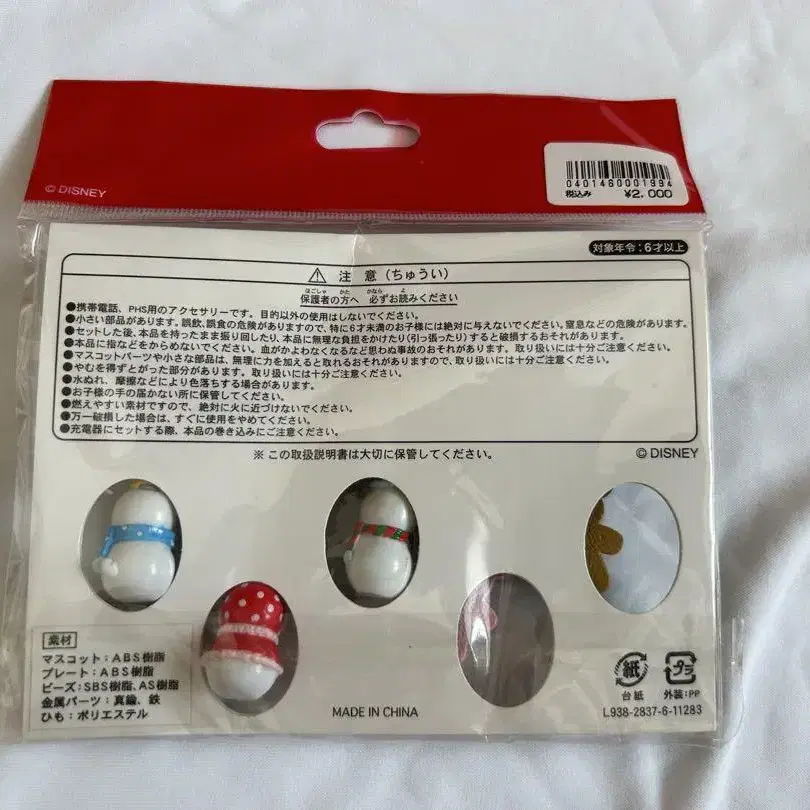 © DISNEY
0401460001994
税込み ¥2,000
対象年令:6才以上
注 意 (ちゅうい)
ほごしゃ かた かなら よ
保護者の方へ 必ずお読みください
●携帯電話、PHS用のアクセサリーです。目的以外の使用はしないでください。
●小さい部品があります。誤飲、誤食の危険がありますので、特に6才未満のお子様には絶対に与えないでください。窒息などの危険があります。
●セットした後、本品を持ったまま振り回したり、本品に無理な負担をかけたり(引っ張ったり)すると破損するおそれがあります。
●本品に指などをからめないでください。血がかよわなくなるなど思わぬ事故のおそれがあります。取り扱いには十分ご注意ください。
●マスコットパーツや小さな部品は、無理に力を加えると取れるおそれがありますので、取り扱いには十分ご注意ください。
●やむを得ずとがった部分があります。取り扱いには十分ご注意ください。
●水ぬれ、摩擦などにより色落ちする場合があります。
●お子様の手の届かない所に保管してください。
●燃えやすい素材ですので、絶対に火に近づけないでください。
●万一破損した場合は、すぐに使用をやめてください。
●充電器にセットする際、本品の巻き込みにご注意ください。
※ この取扱説明書は大切に保管してください。
© DISNEY
素材
マスコット:ABS樹脂
プレート:ABS樹脂
ビーズ:SBS樹脂、AS樹脂
金属パーツ:真鍮、鉄
ひも:ポリエステル
MADE IN CHINA
紙
プラ
台紙
外装:PP
L938-2837-6-11283